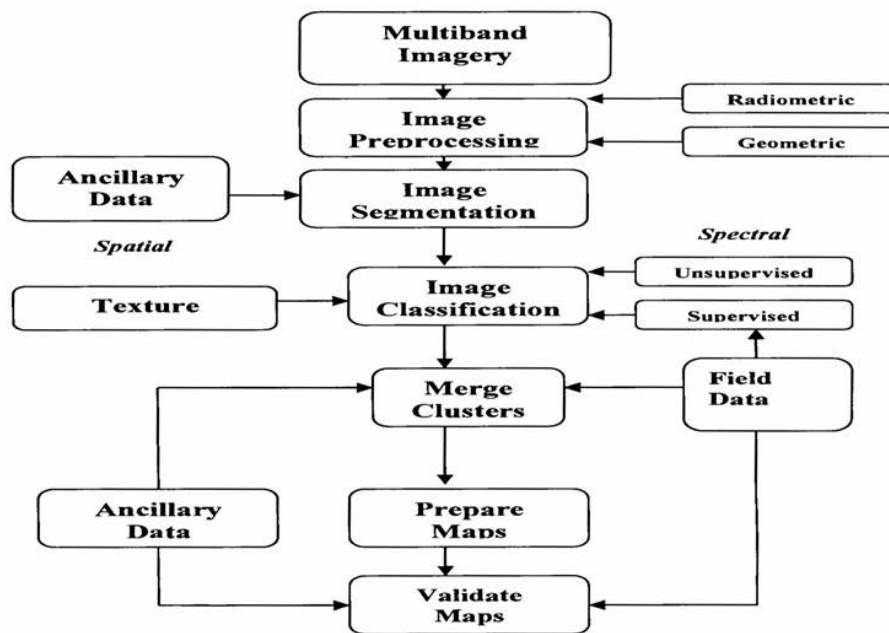 Multiband
Imagery
Image
Preprocessing
Radiometric
Geometric
Ancillary
Data
Image
Segmentation
Spatial
Spectral
Texture
Image
Classification
Unsupervised
Supervised
Merge
Clusters
Field
Data
Ancillary
Data
Prepare
Maps
Validate
Maps